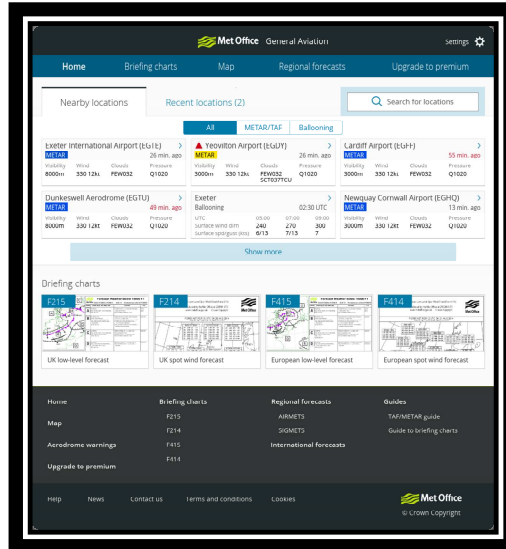 Met Office General Aviation Settings
Home Briefing charts Map Regional forecasts Upgrade to premium
Nearby locations Recent locations (2) Search for locations
All METAR/TAF Ballooning
Exeter International Airport (EGTE) >
METAR 26 min. ago
Visibility Wind Clouds Pressure
8000m 330 12kt FEW032 Q1020
Yeovilton Airport (EGDY) >
METAR 26 min. ago
Visibility Wind Clouds Pressure
3000m 330 12kt FEW032 Q1020
SCT037TCU
Cardiff Airport (EGFF) >
METAR 55 min. ago
Visibility Wind Clouds Pressure
3000m 330 12kt FEW032 Q1020
Dunkeswell Aerodrome (EGTU) >
METAR 49 min. ago
Visibility Wind Clouds Pressure
8000m 330 12kt FEW032 Q1020
Exeter >
Ballooning 02:30 UTC
UTC 05:00 07:00 09:00
Surface wind dirn 240 270 300
Surface spd/gust (kts) 6/13 7/13 7
Newquay Cornwall Airport (EGHQ) >
METAR 13 min. ago
Visibility Wind Clouds Pressure
3000m 330 12kt FEW032 Q1020
Show more
Briefing charts
F215 F214 F415 F414
UK low-level forecast UK spot wind forecast European low-level forecast European spot wind forecast
Home Briefing charts Regional forecasts Guides
F215 AIRMETS TAF/METAR guide
Map
F214 SIGMETS Guide to briefing charts
Aerodrome warnings F415 International forecasts
F414
Upgrade to premium
Help News Contact us Terms and conditions Cookies Met Office
© Crown Copyright